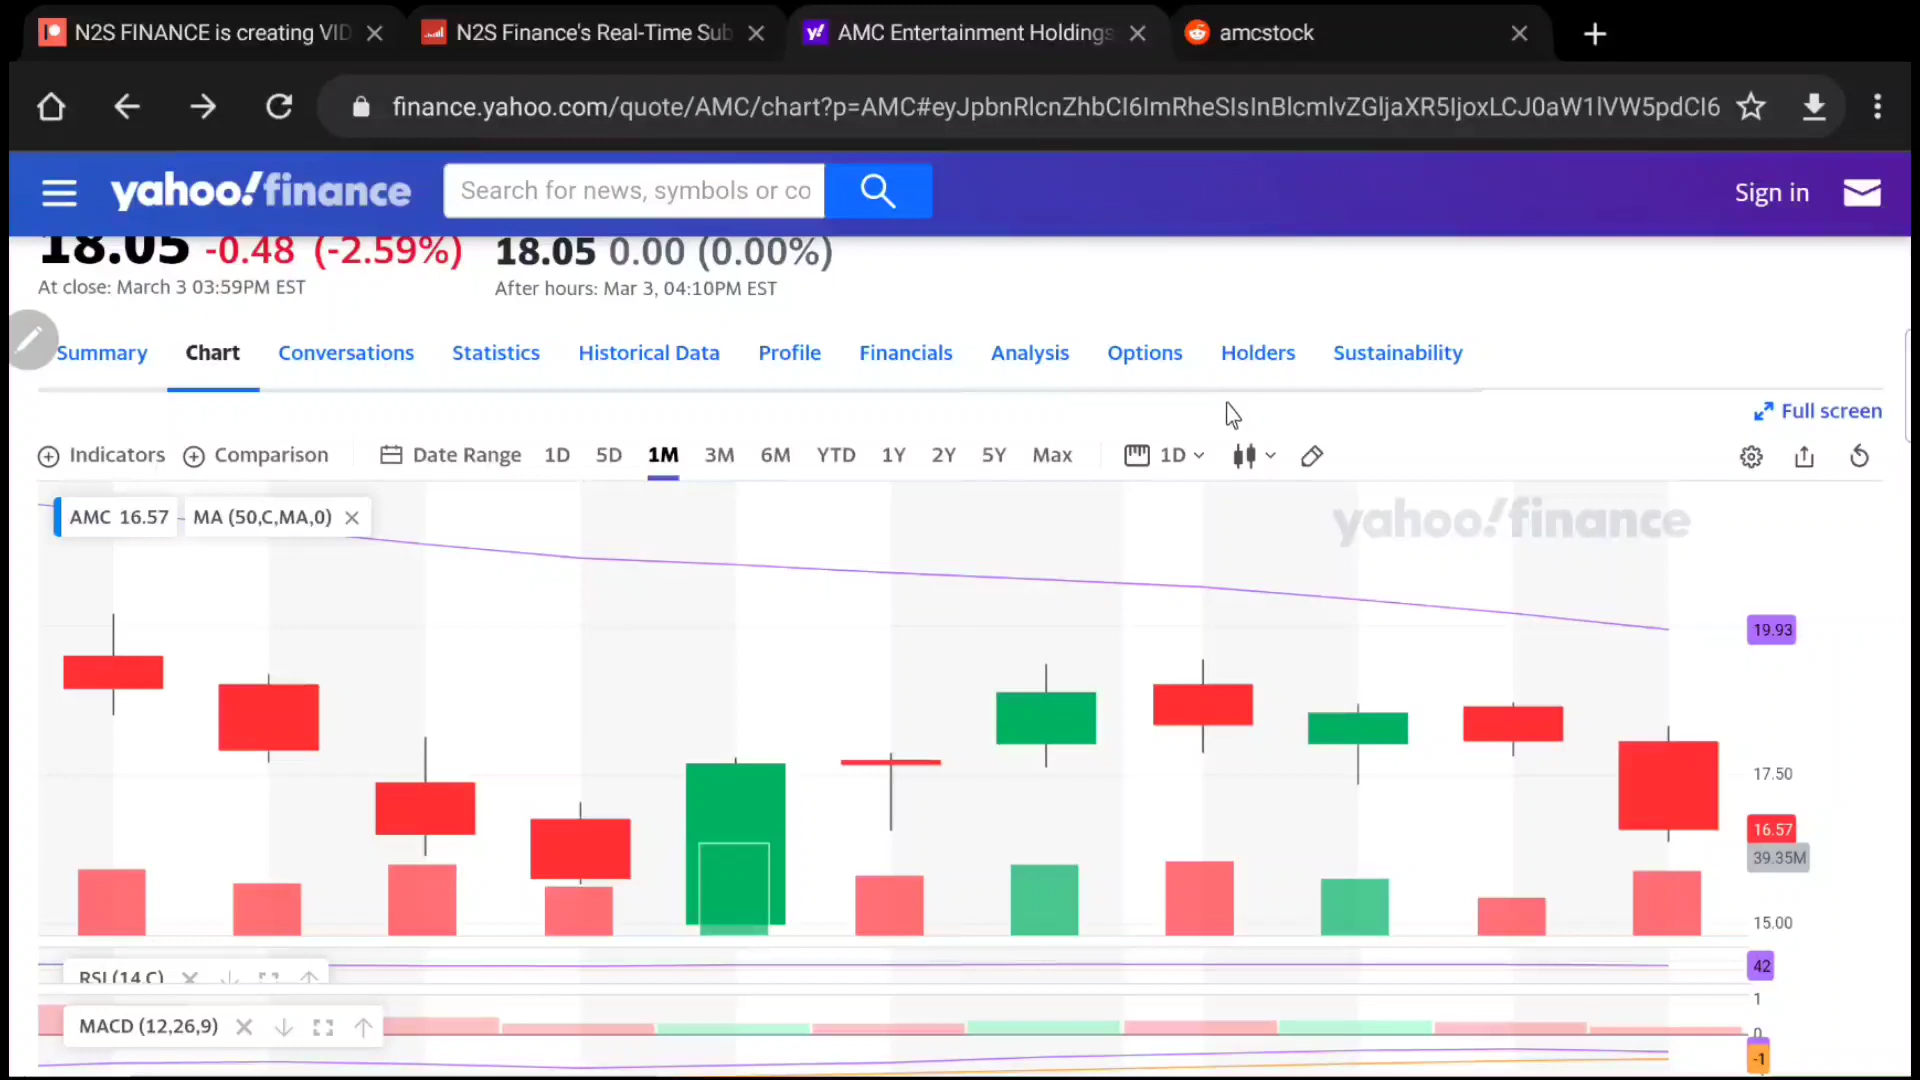 N2S FINANCE is creating VID
N2S Finance's Real-Time Sub
AMC Entertainment Holdings
amcstock
finance.yahoo.com/quote/AMC/chart?p=AMC#eyJpbnRlcnZhbCI6ImRheSIsInBlcmlvZGljaXR5IjoxLCJ0aW1lVW5pdCI6
yahoo!finance
Search for news, symbols or co
Sign in
18.05 -0.48 (-2.59%)
18.05 0.00 (0.00%)
At close: March 3 03:59PM EST
After hours: Mar 3, 04:10PM EST
Summary Chart Conversations Statistics Historical Data Profile Financials Analysis Options Holders Sustainability
Full screen
Indicators Comparison Date Range 1D 5D 1M 3M 6M YTD 1Y 2Y 5Y Max 1D
AMC 16.57 MA (50,C,MA,0)
yahoo!finance
19.93
17.50
16.57
39.35M
15.00
RSI (14,C)
42
1
MACD (12,26,9)
0
-1